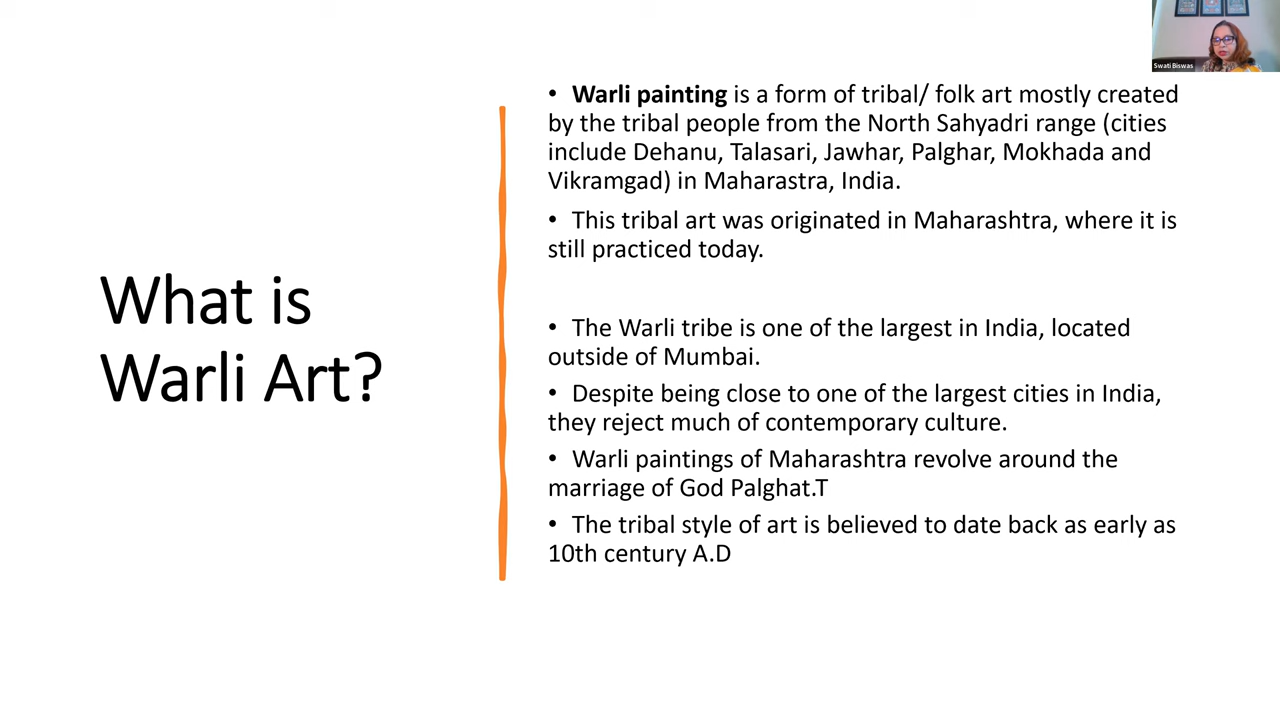 Swati Biswas
What is
Warli Art?
• Warli painting is a form of tribal/ folk art mostly created
by the tribal people from the North Sahyadri range (cities
include Dehanu, Talasari, Jawhar, Palghar, Mokhada and
Vikramgad) in Maharastra, India.
• This tribal art was originated in Maharashtra, where it is
still practiced today.
• The Warli tribe is one of the largest in India, located
outside of Mumbai.
• Despite being close to one of the largest cities in India,
they reject much of contemporary culture.
• Warli paintings of Maharashtra revolve around the
marriage of God Palghat.T
• The tribal style of art is believed to date back as early as
10th century A.D